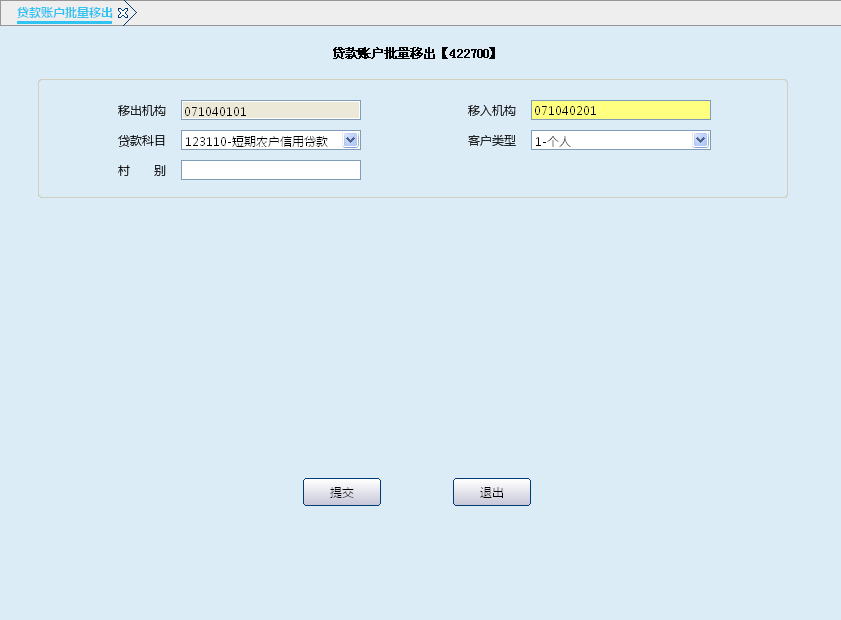 贷款账户批量移出
贷款账户批量移出【422700】
移出机构 071040101 移入机构 071040201
贷款科目 123110-短期农户信用贷款 客户类型 1-个人
村 别
提交 退出